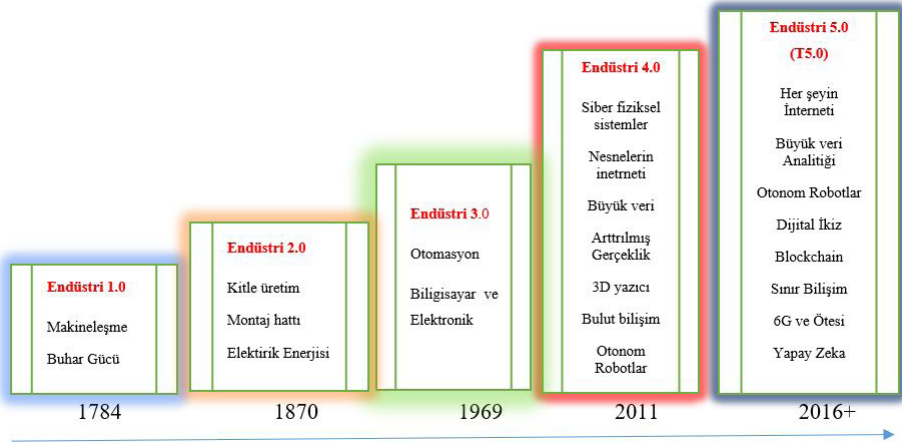 Endüstri 1.0
Makineleşme
Buhar Gücü
1784
Endüstri 2.0
Kitle üretim
Montaj hattı
Elektirik Enerjisi
1870
Endüstri 3.0
Otomasyon
Biligisayar ve
Elektronik
1969
Endüstri 4.0
Siber fiziksel
sistemler
Nesnelerin
inetrneti
Büyük veri
Arttrılmış
Gerçeklik
3D yazıcı
Bulut bilişim
Otonom
Robotlar
2011
Endüstri 5.0
(T5.0)
Her şeyin
İnterneti
Büyük veri
Analitiği
Otonom Robotlar
Dijital İkiz
Blockchain
Sınır Bilişim
6G ve Ötesi
Yapay Zeka
2016+